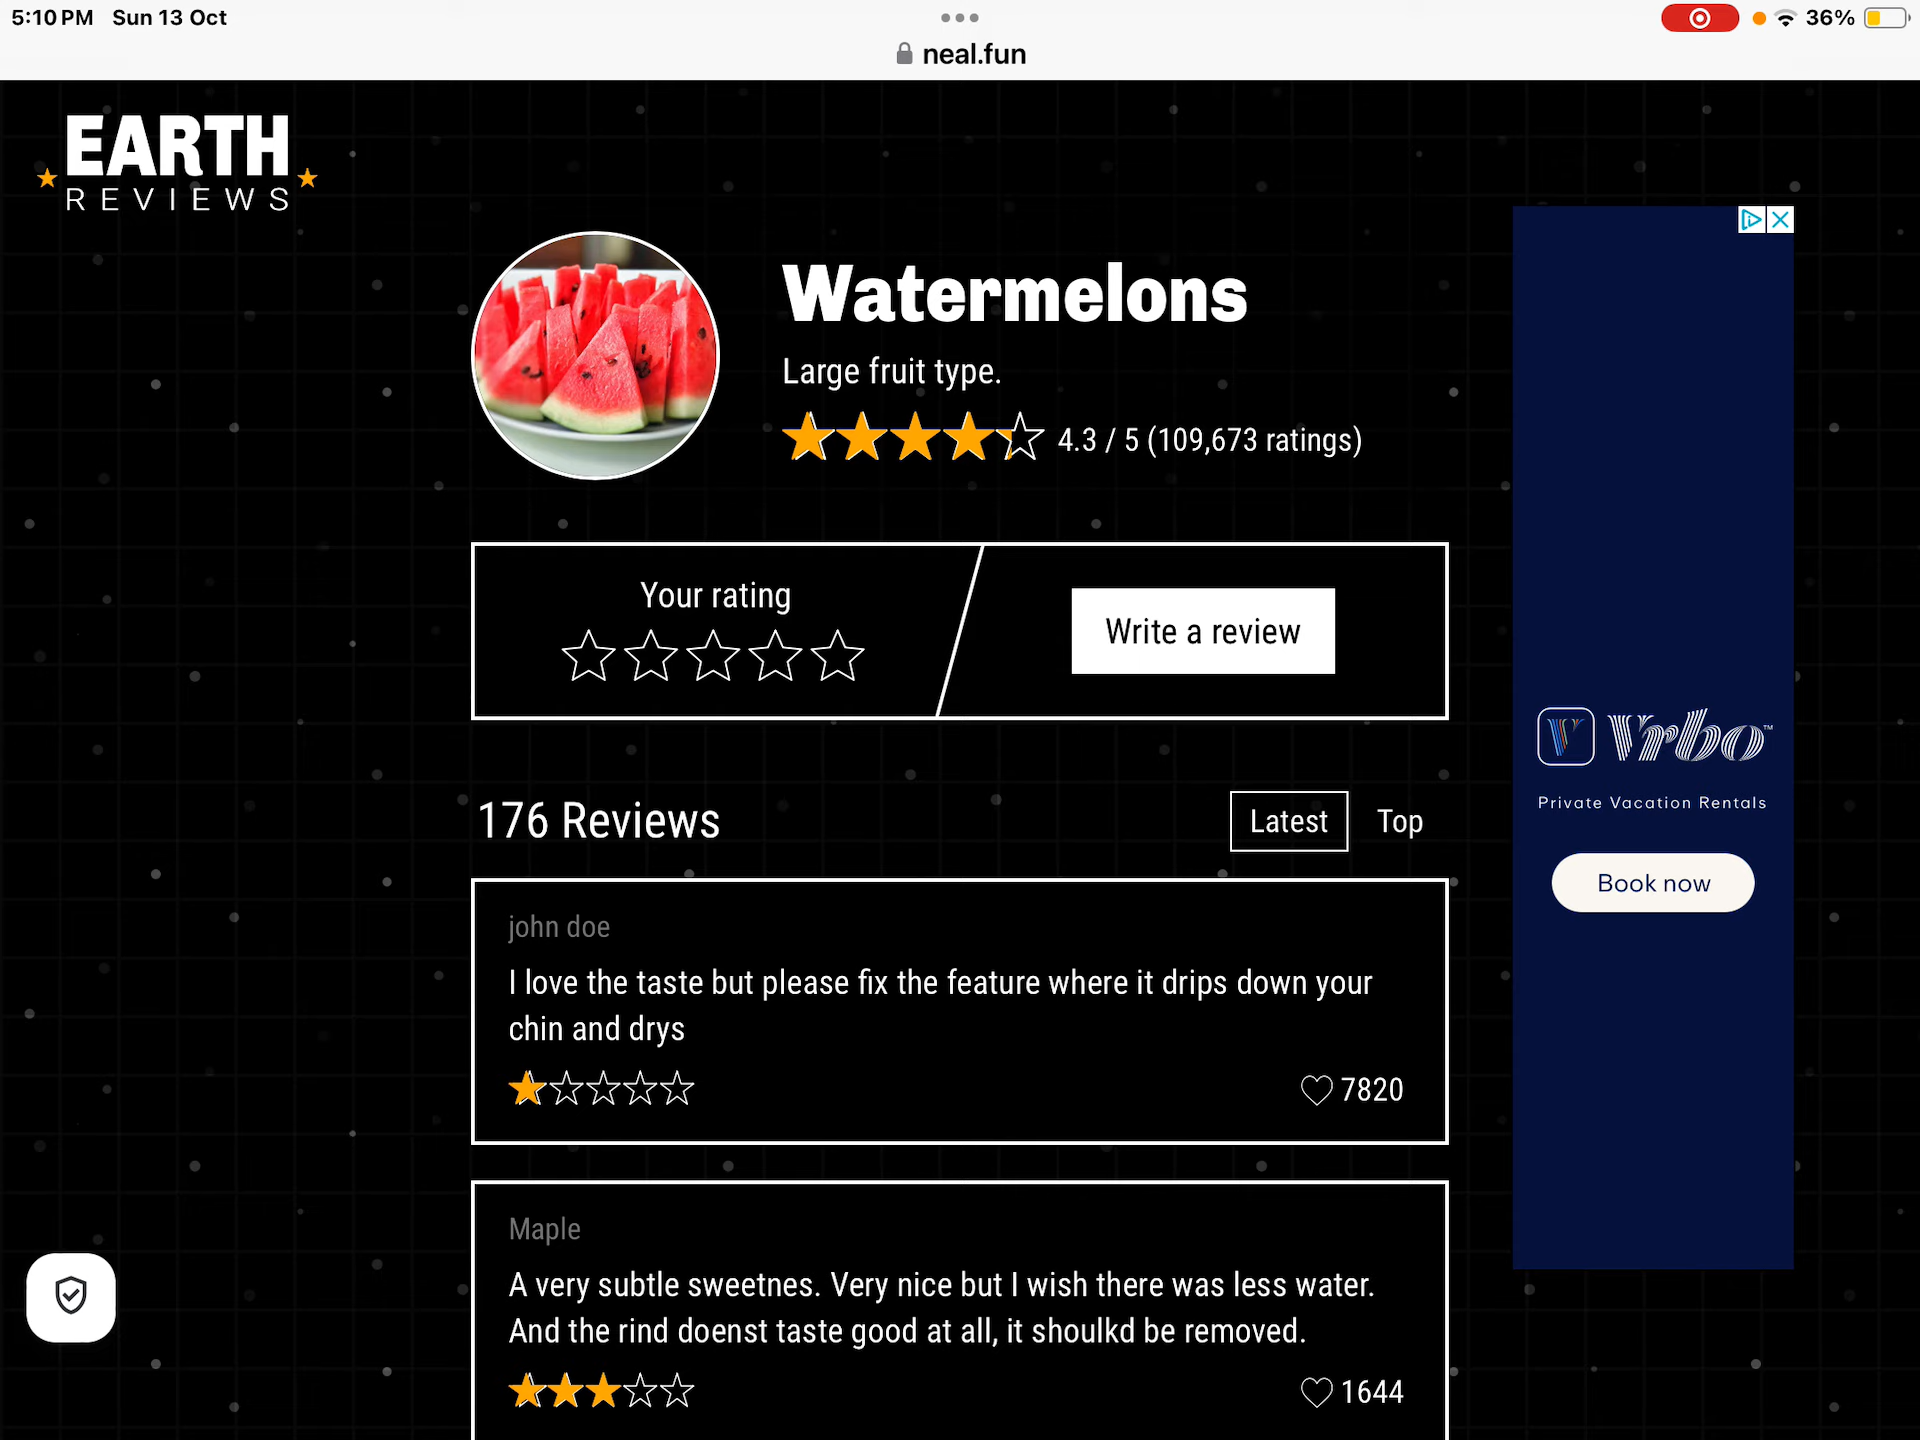 5:10 PM Sun 13 Oct
36%
neal.fun
EARTH
REVIEWS
Watermelons
Large fruit type.
4.3 / 5 (109,673 ratings)
Your rating
Write a review
Vrbo™
Private Vacation Rentals
Book now
176 Reviews
Latest
Top
john doe
I love the taste but please fix the feature where it drips down your
chin and drys
7820
Maple
A very subtle sweetnes. Very nice but I wish there was less water.
And the rind doenst taste good at all, it shoulkd be removed.
1644